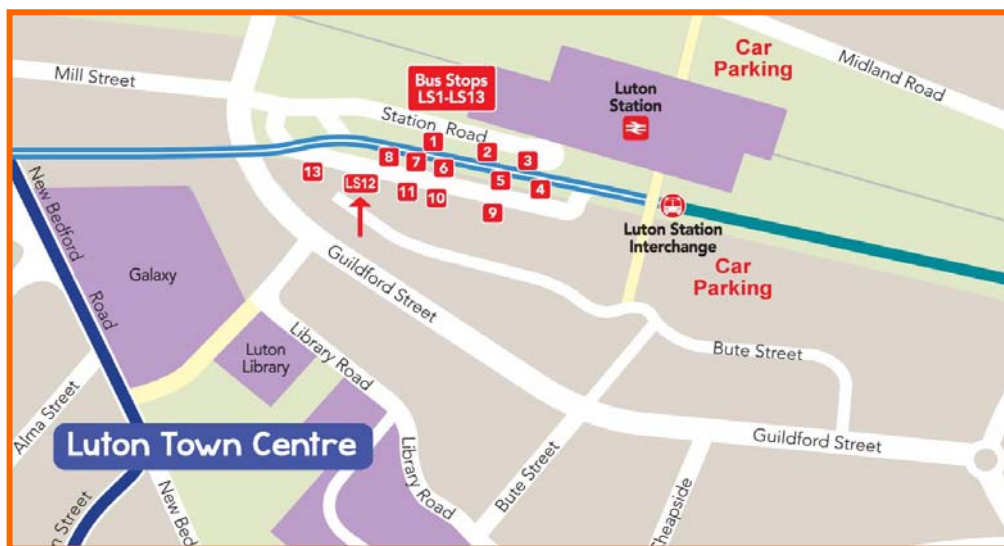 Mill Street
Bus Stops
LS1-LS13
Station Road
Luton
Station
Car
Parking
Midland Road
1
2
3
8
7
6
5
4
13
LS12
11
10
9
Luton Station
Interchange
Car
Parking
New Bedford
Road
Galaxy
Guildford Street
Luton
Library
Library Road
Bute Street
Alma Street
Luton Town Centre
Library Road
Bute Street
Guildford Street
Cheapside
New Bed
n Street